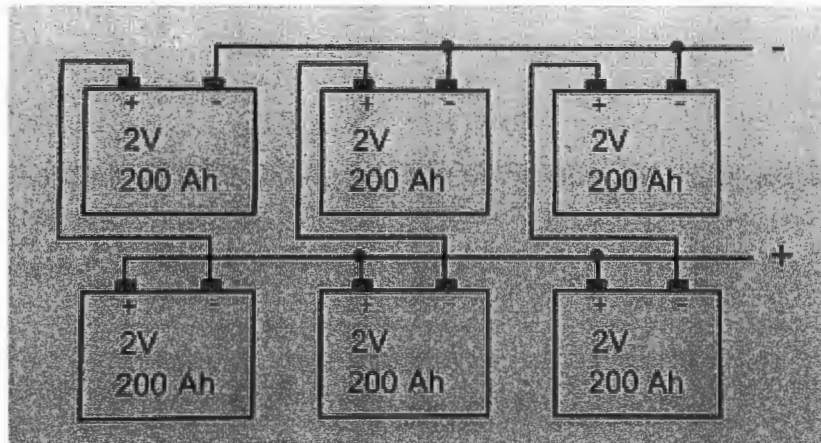 -
+ - + - + -
2V 2V 2V
200 Ah 200 Ah 200 Ah
+
+ - + - + -
2V 2V 2V
200 Ah 200 Ah 200 Ah